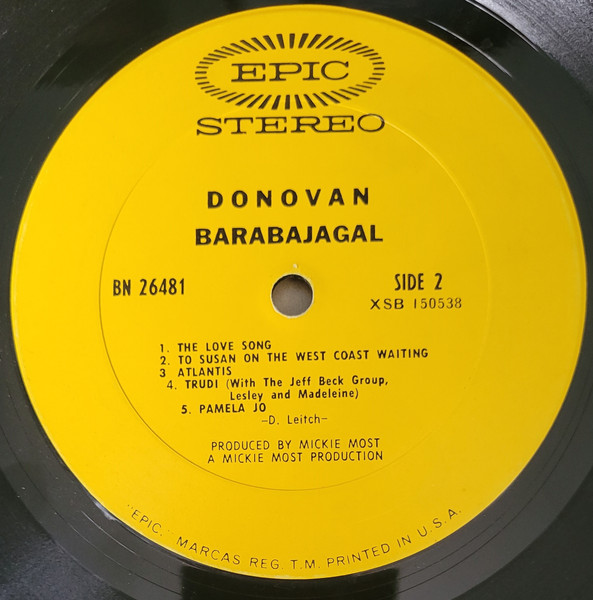 EPIC
STEREO
DONOVAN
BARABAJAGAL
BN 26481
SIDE 2
XSB 150538
1. THE LOVE SONG
2. TO SUSAN ON THE WEST COAST WAITING
3 ATLANTIS
4. TRUDI (With The Jeff Beck Group,
Lesley and Madeleine)
5. PAMELA JO
-D. Leitch-
PRODUCED BY MICKIE MOST
A MICKIE MOST PRODUCTION
"EPIC," MARCAS REG. T.M. PRINTED IN U.S.A.